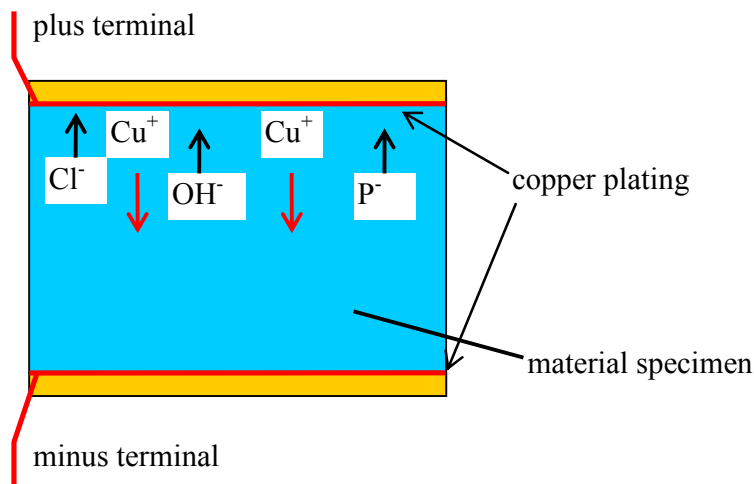 plus terminal
Cu⁺
Cu⁺
Cl⁻
OH⁻
P⁻
copper plating
material specimen
minus terminal